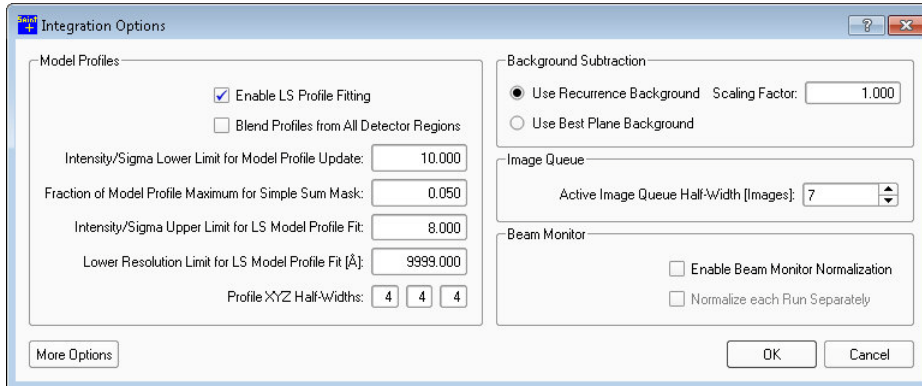 SAINT
+
Integration Options
?
Model Profiles
Enable LS Profile Fitting
Blend Profiles from All Detector Regions
Intensity/Sigma Lower Limit for Model Profile Update: 10.000
Fraction of Model Profile Maximum for Simple Sum Mask: 0.050
Intensity/Sigma Upper Limit for LS Model Profile Fit: 8.000
Lower Resolution Limit for LS Model Profile Fit [Å]: 9999.000
Profile XYZ Half-Widths: 4 4 4
Background Subtraction
Use Recurrence Background Scaling Factor: 1.000
Use Best Plane Background
Image Queue
Active Image Queue Half-Width [Images]: 7
Beam Monitor
Enable Beam Monitor Normalization
Normalize each Run Separately
More Options
OK
Cancel